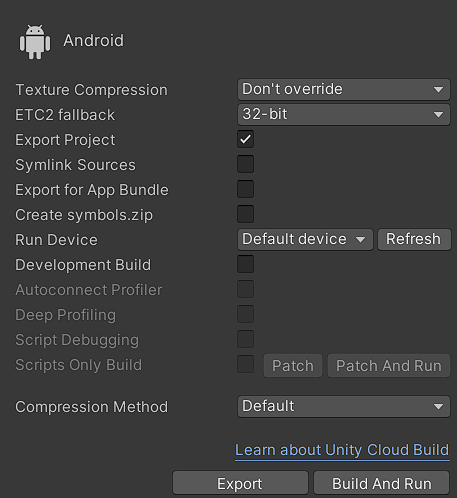 Android
Texture Compression Don't override
ETC2 fallback 32-bit
Export Project
Symlink Sources
Export for App Bundle
Create symbols.zip
Run Device Default device Refresh
Development Build
Autoconnect Profiler
Deep Profiling
Script Debugging
Scripts Only Build Patch Patch And Run
Compression Method Default
Learn about Unity Cloud Build
Export Build And Run